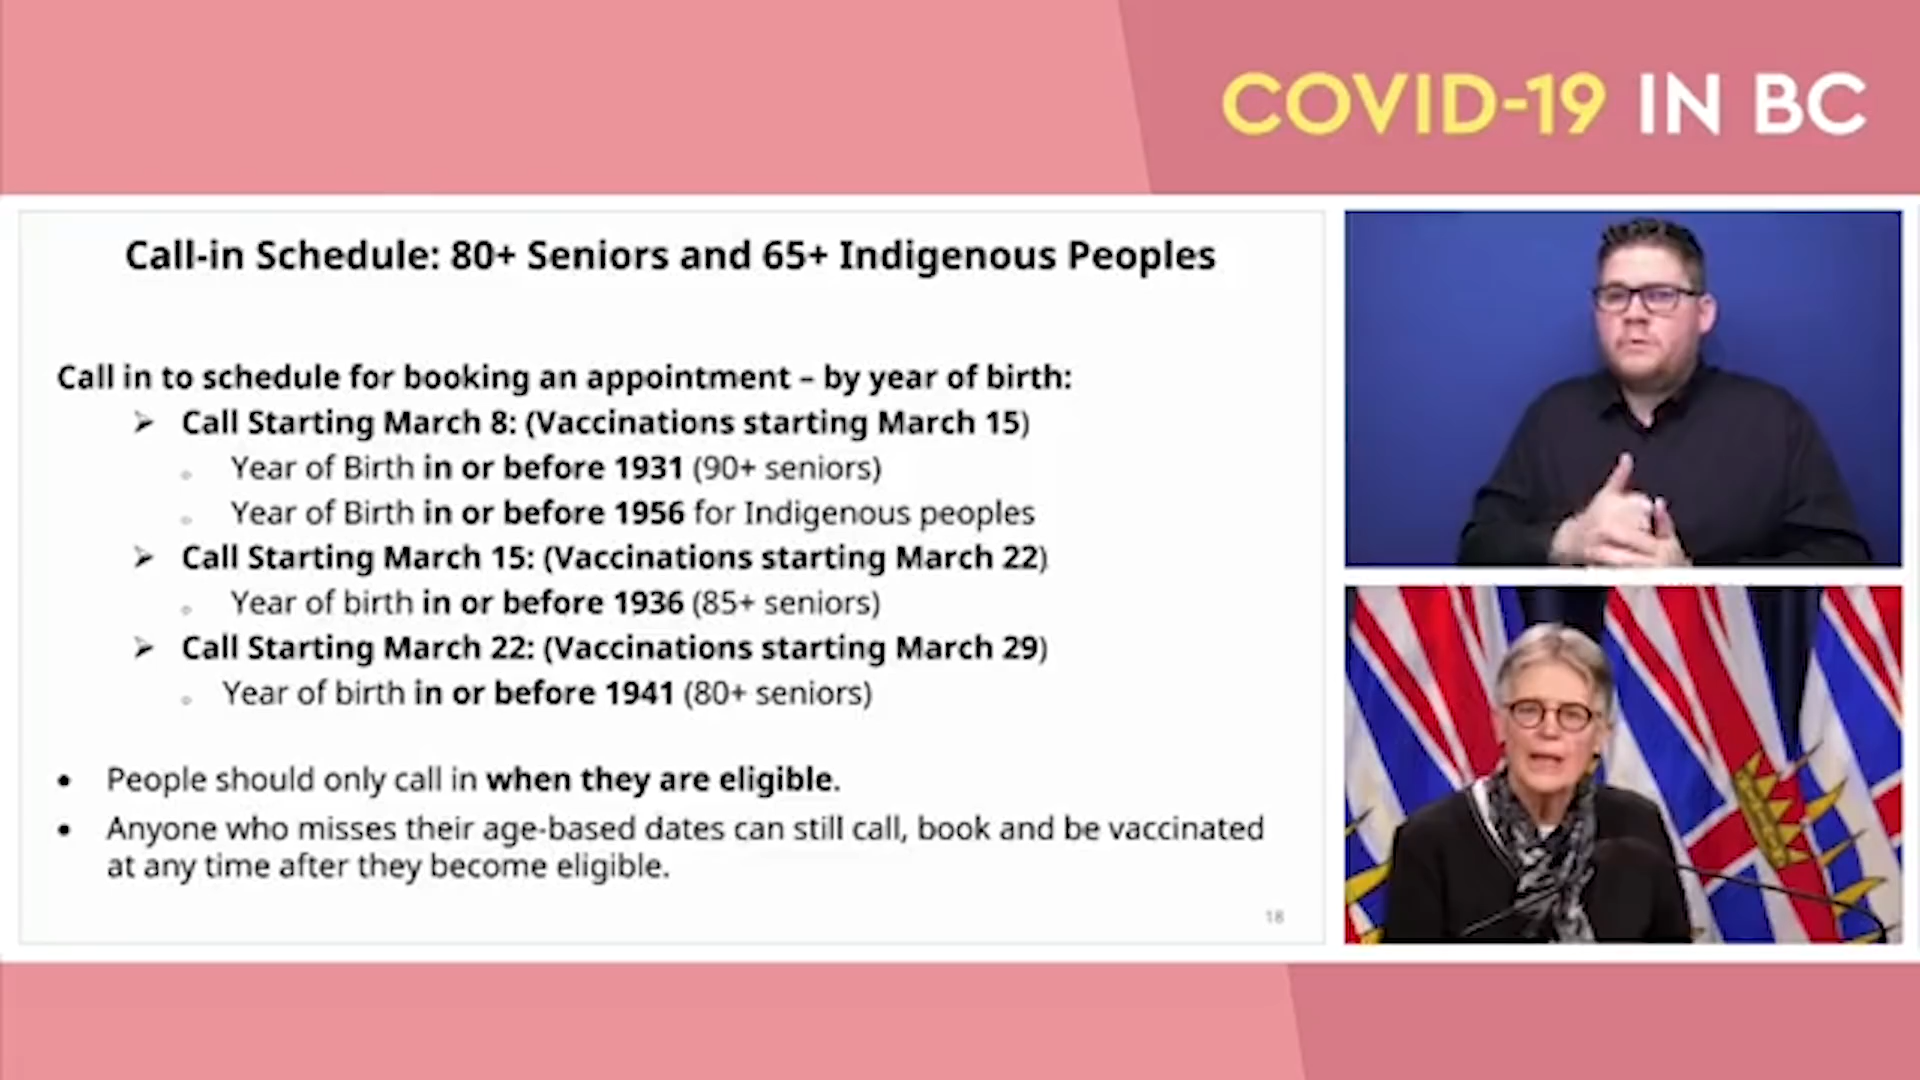 COVID-19 IN BC
Call-in Schedule: 80+ Seniors and 65+ Indigenous Peoples
Call in to schedule for booking an appointment – by year of birth:
➢ Call Starting March 8: (Vaccinations starting March 15)
◦ Year of Birth in or before 1931 (90+ seniors)
◦ Year of Birth in or before 1956 for Indigenous peoples
➢ Call Starting March 15: (Vaccinations starting March 22)
◦ Year of birth in or before 1936 (85+ seniors)
➢ Call Starting March 22: (Vaccinations starting March 29)
◦ Year of birth in or before 1941 (80+ seniors)
• People should only call in when they are eligible.
• Anyone who misses their age-based dates can still call, book and be vaccinated
at any time after they become eligible.
18